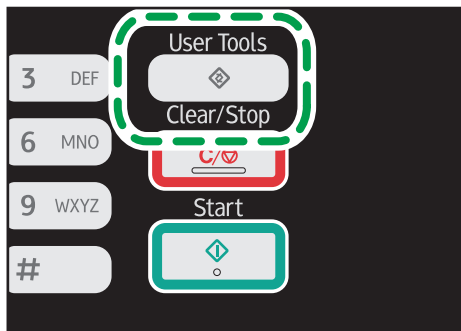 User Tools
3 DEF
Clear/Stop
6 MNO
C/
9 WXYZ
Start
#